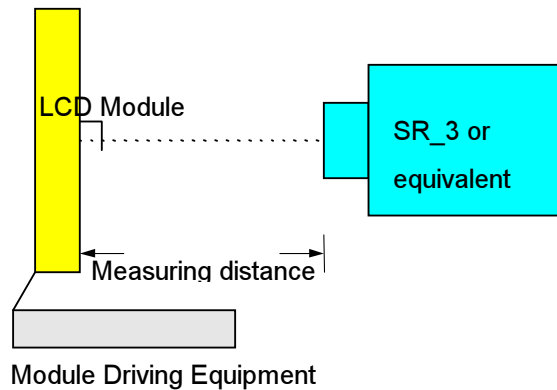 LCD Module
SR_3 or
equivalent
Measuring distance
Module Driving Equipment